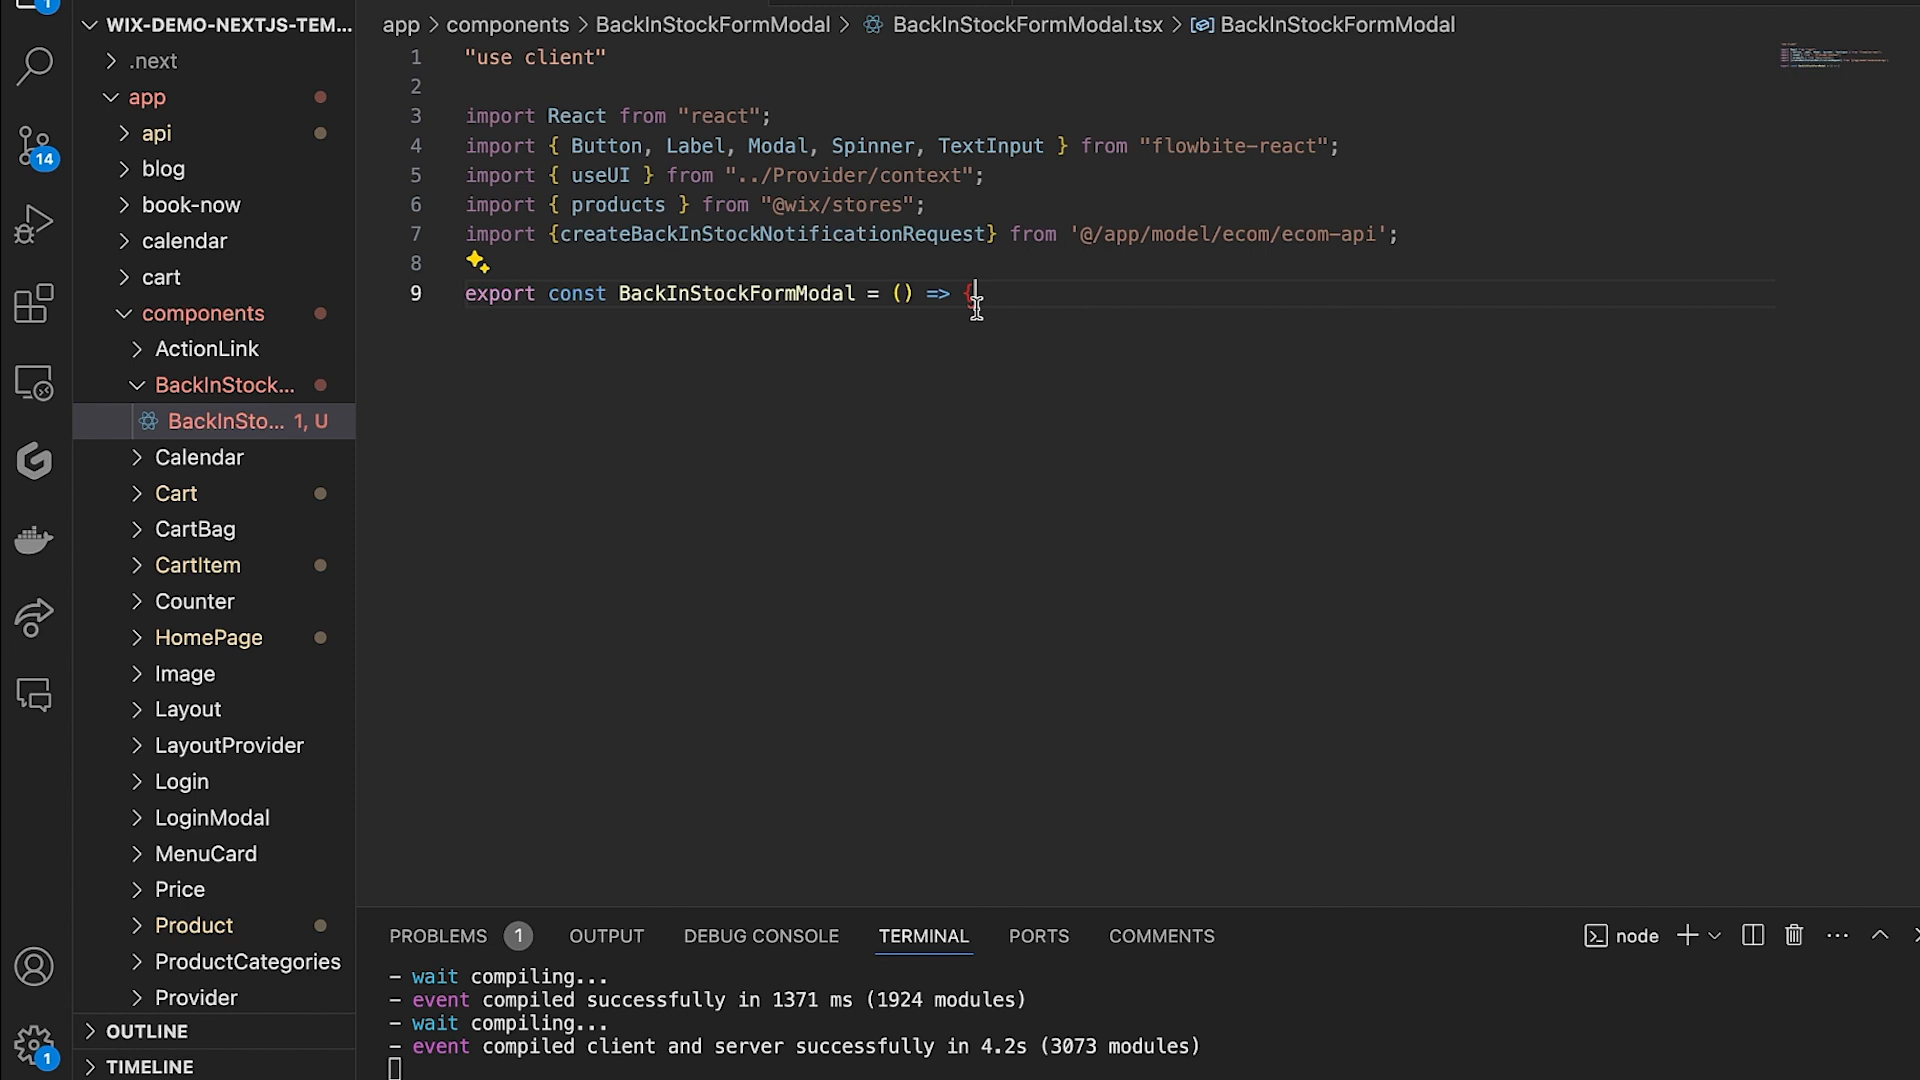 1
WIX-DEMO-NEXTJS-TEM...
.next
app
api
blog
book-now
calendar
cart
components
ActionLink
BackInStock...
BackInSto... 1, U
Calendar
Cart
CartBag
CartItem
Counter
HomePage
Image
Layout
LayoutProvider
Login
LoginModal
MenuCard
Price
Product
ProductCategories
Provider
OUTLINE
TIMELINE
14
1
app > components > BackInStockFormModal > BackInStockFormModal.tsx > BackInStockFormModal
1 "use client"
2
3 import React from "react";
4 import { Button, Label, Modal, Spinner, TextInput } from "flowbite-react";
5 import { useUI } from "../Provider/context";
6 import { products } from "@wix/stores";
7 import {createBackInStockNotificationRequest} from '@/app/model/ecom/ecom-api';
8
9 export const BackInStockFormModal = () => {
PROBLEMS 1 OUTPUT DEBUG CONSOLE TERMINAL PORTS COMMENTS node
- wait compiling...
- event compiled successfully in 1371 ms (1924 modules)
- wait compiling...
- event compiled client and server successfully in 4.2s (3073 modules)